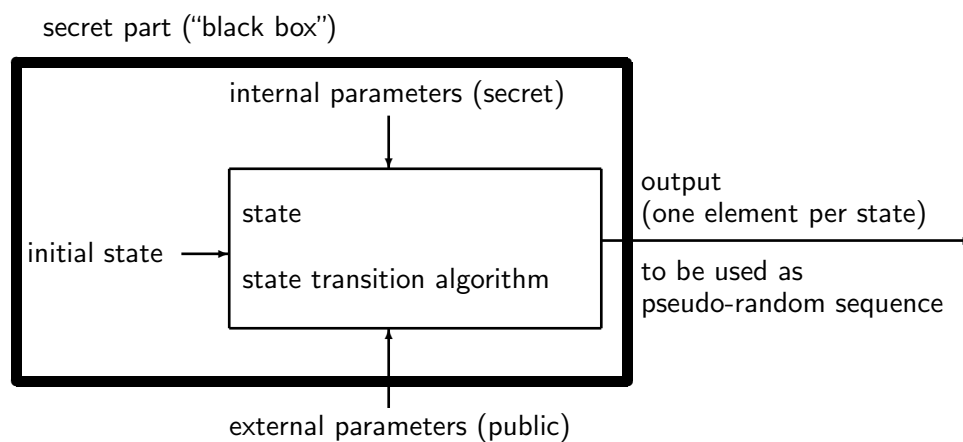 secret part (“black box”)
internal parameters (secret)
state
initial state
state transition algorithm
output
(one element per state)
to be used as
pseudo-random sequence
external parameters (public)